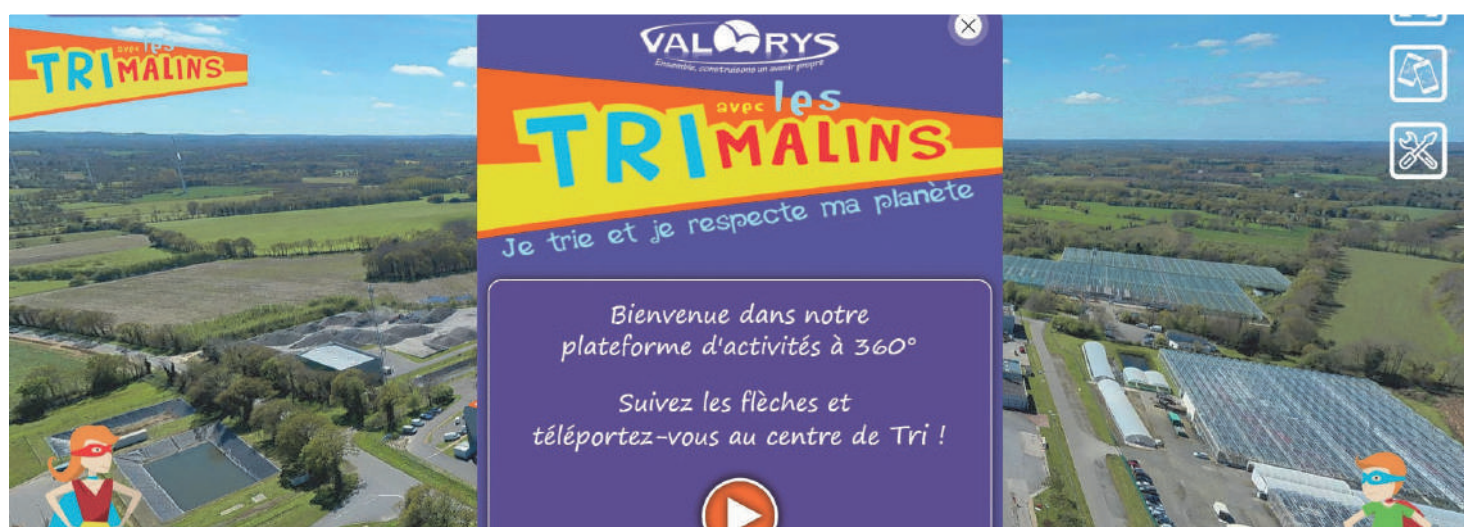 avec les
TRI MALINS
VALORYS
Ensemble, construisons un avenir propre
avec les
TRI MALINS
Je trie et je respecte ma planète
Bienvenue dans notre
plateforme d'activités à 360°
Suivez les flèches et
téléportez-vous au centre de Tri !